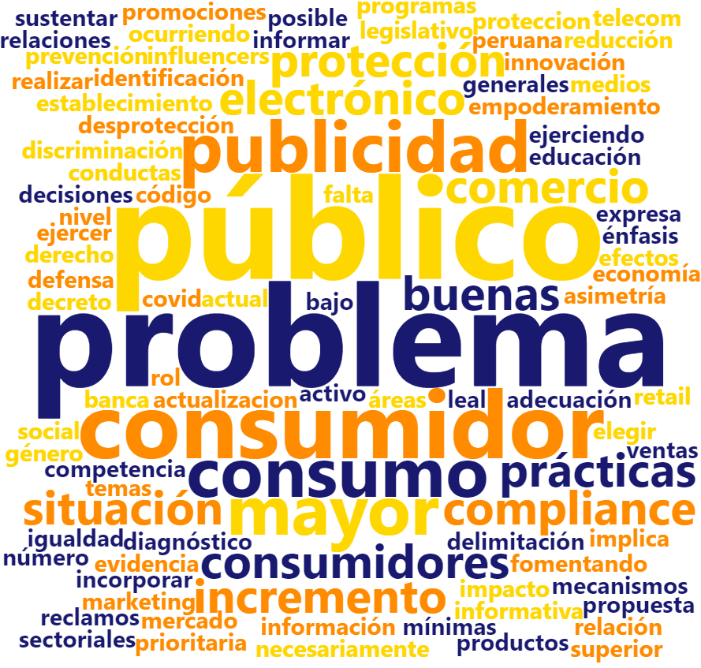 sustentar promociones posible programas
relaciones ocurriendo informar legislativo proteccion telecom
prevención influencers protección peruana reducción
realizar identificación innovación
establecimiento electrónico generales medios
desprotección empoderamiento
discriminación publicidad ejerciendo
conductas educación
decisiones código falta comercio
nivel público expresa
ejercer énfasis
derecho efectos
defensa economía
decreto covid actual bajo buenas asimetría
problema
rol
banca actualizacion activo áreas leal adecuación retail
social consumidor elegir
género ventas
competencia consumo prácticas
temas
situación mayor compliance
igualdad diagnóstico delimitación implica
número evidencia consumidores fomentando
incorporar impacto mecanismos
marketing incremento informativa propuesta
reclamos mercado información mínimas relación
sectoriales prioritaria necesariamente productos superior